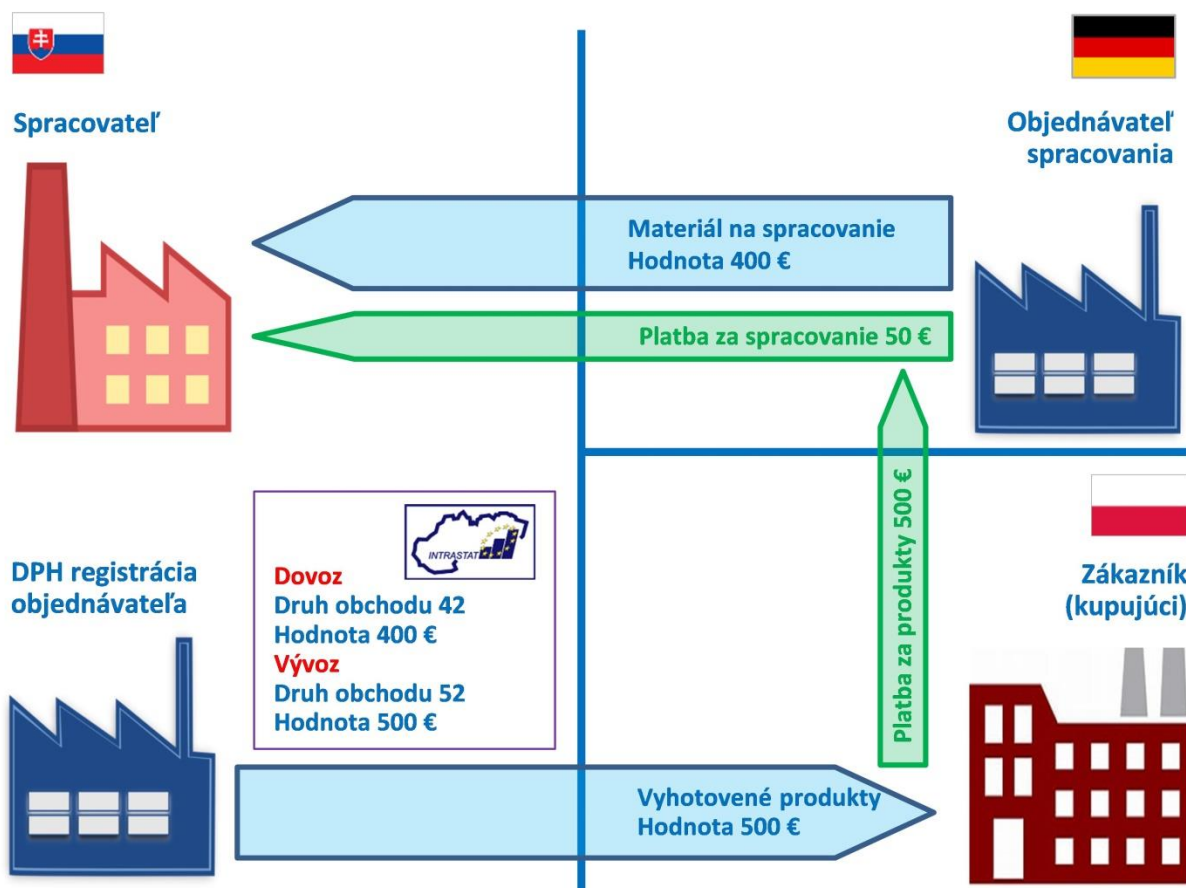 Spracovateľ
Objednávateľ
spracovania
Materiál na spracovanie
Hodnota 400 €
Platba za spracovanie 50 €
Platba za produkty 500 €
DPH registrácia
objednávateľa
INTRASTAT
Dovoz
Druh obchodu 42
Hodnota 400 €
Vývoz
Druh obchodu 52
Hodnota 500 €
Zákazník
(kupujúci)
Vyhotovené produkty
Hodnota 500 €